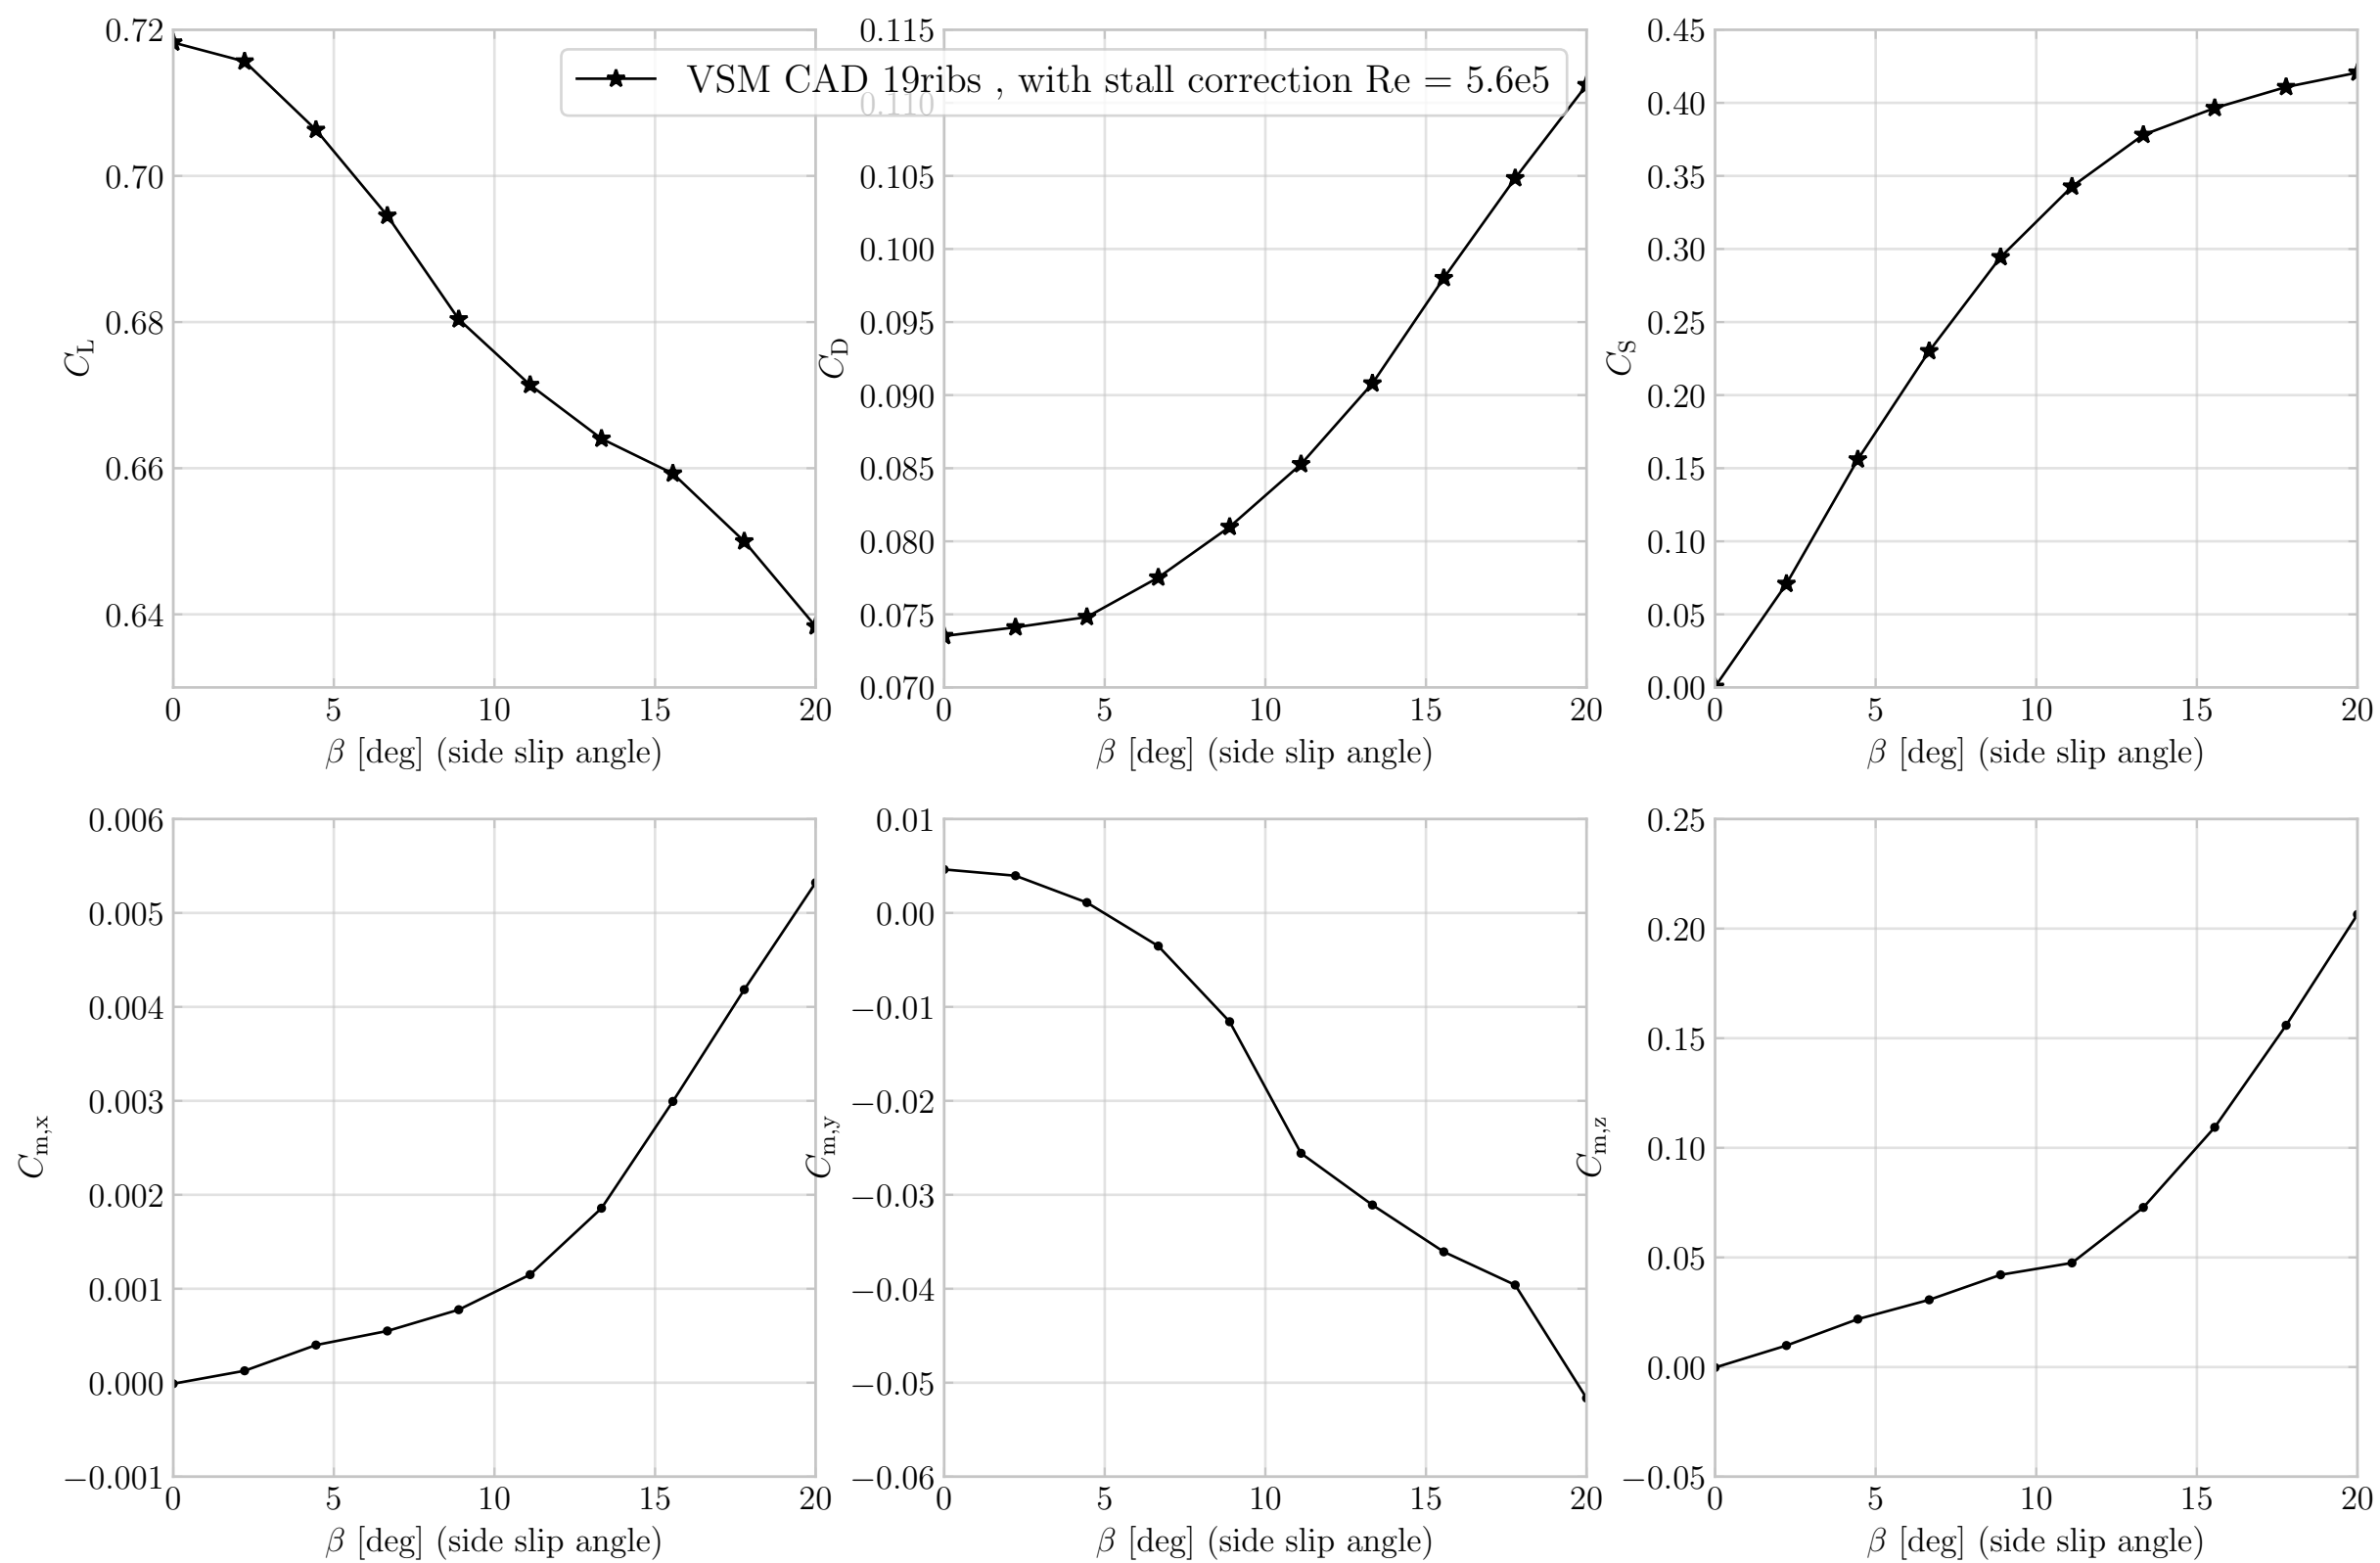 VSM CAD 19ribs , with stall correction Re = 5.6e5
0.72
0.70
0.68
0.66
0.64
C_L
0 5 10 15 20
β [deg] (side slip angle)
0.115
0.110
0.105
0.100
0.095
0.090
0.085
0.080
0.075
0.070
C_D
0 5 10 15 20
β [deg] (side slip angle)
0.45
0.40
0.35
0.30
0.25
0.20
0.15
0.10
0.05
0.00
C_S
0 5 10 15 20
β [deg] (side slip angle)
0.006
0.005
0.004
0.003
0.002
0.001
0.000
−0.001
C_m,x
0 5 10 15 20
β [deg] (side slip angle)
0.01
0.00
−0.01
−0.02
−0.03
−0.04
−0.05
−0.06
C_m,y
0 5 10 15 20
β [deg] (side slip angle)
0.25
0.20
0.15
0.10
0.05
0.00
−0.05
C_m,z
0 5 10 15 20
β [deg] (side slip angle)